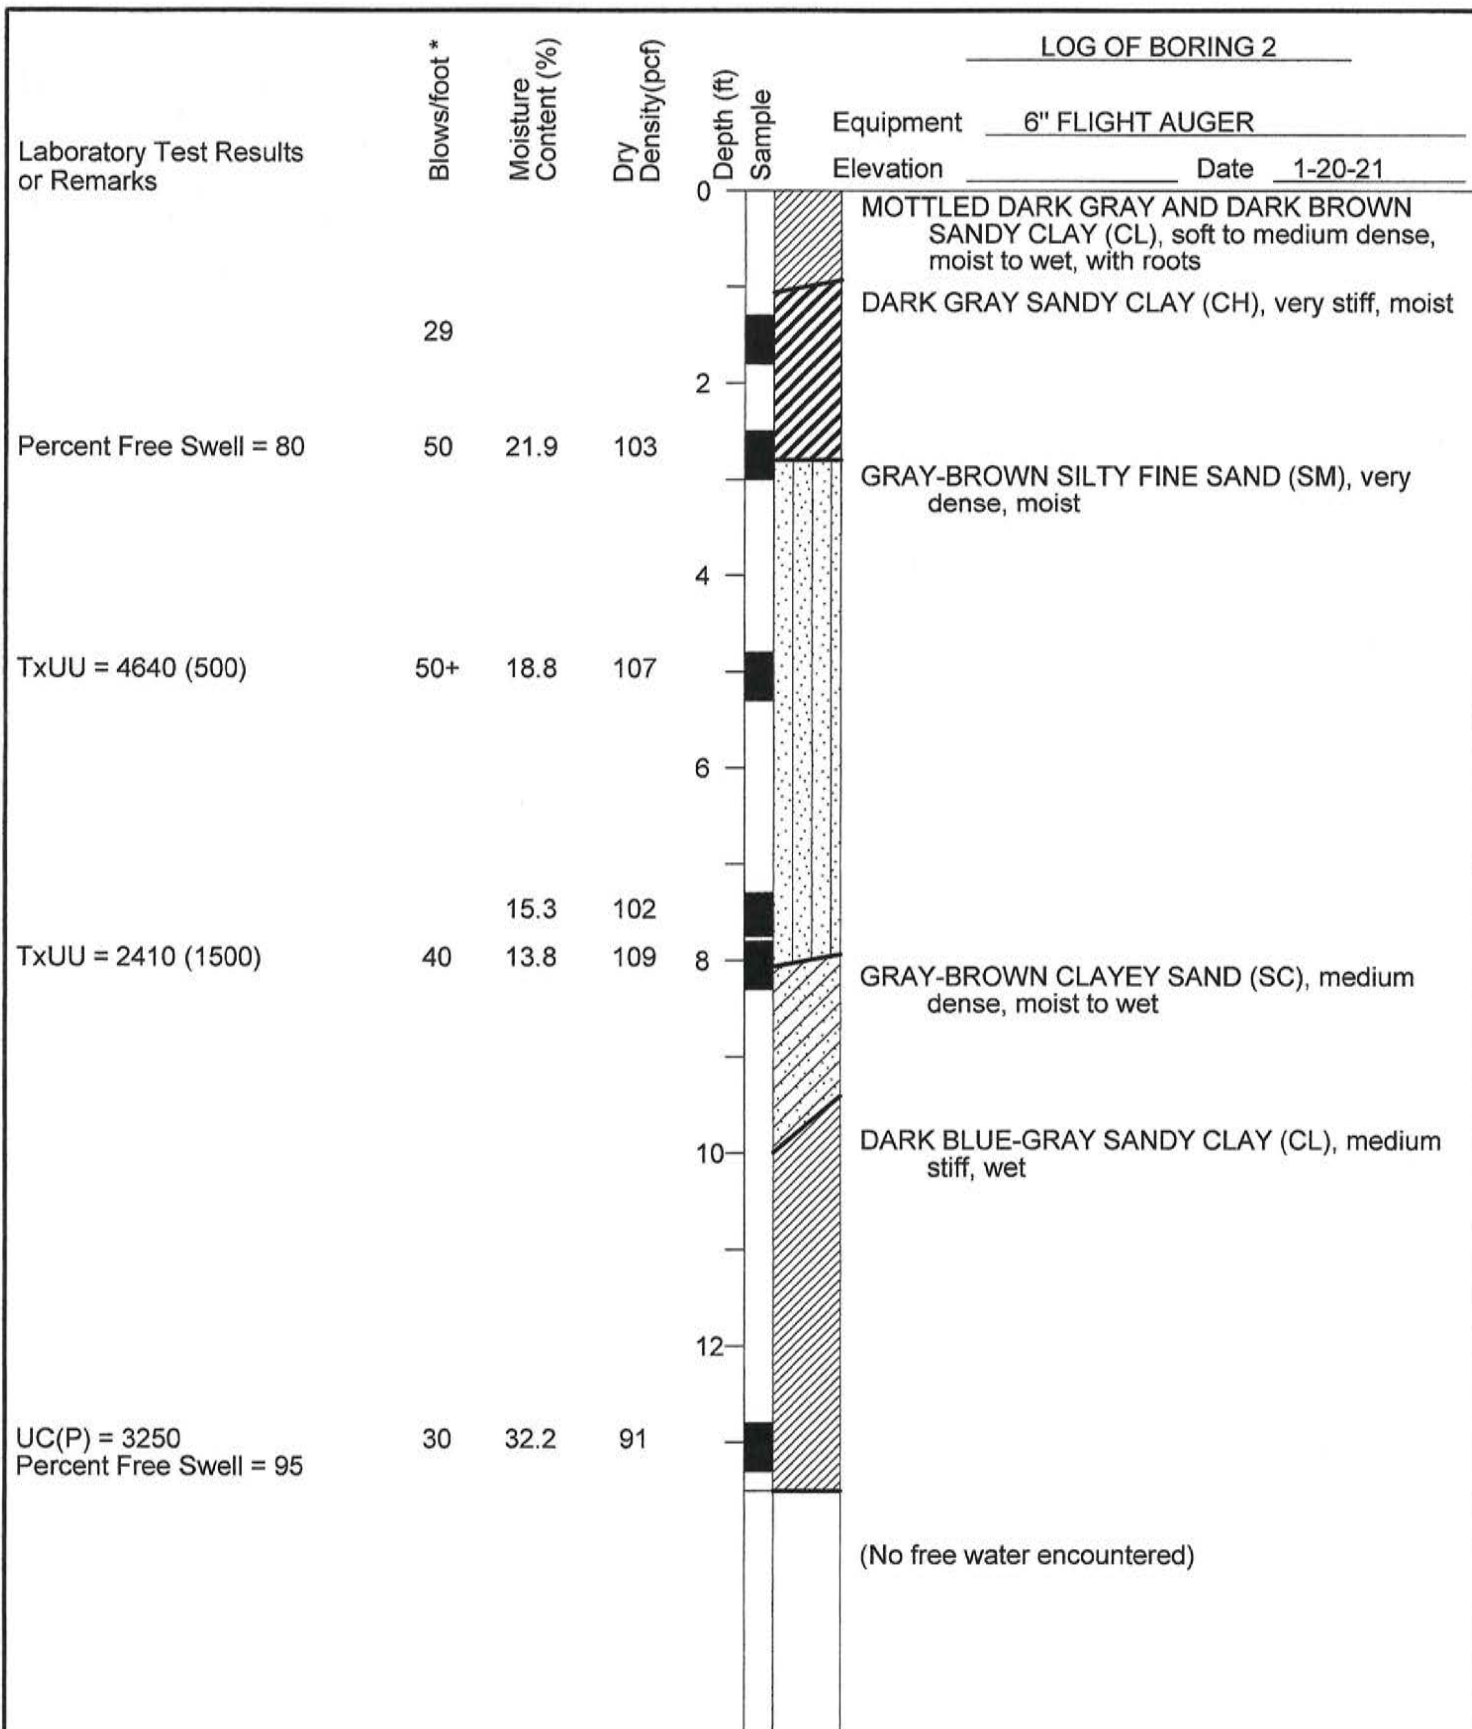 LOG OF BORING 2
Equipment 6" FLIGHT AUGER
Elevation Date 1-20-21
Laboratory Test Results
or Remarks
Blows/foot *
Moisture
Content (%)
Dry
Density(pcf)
Depth (ft)
Sample
0
MOTTLED DARK GRAY AND DARK BROWN
SANDY CLAY (CL), soft to medium dense,
moist to wet, with roots
DARK GRAY SANDY CLAY (CH), very stiff, moist
29
2
Percent Free Swell = 80 50 21.9 103
GRAY-BROWN SILTY FINE SAND (SM), very
dense, moist
4
TxUU = 4640 (500) 50+ 18.8 107
6
15.3 102
TxUU = 2410 (1500) 40 13.8 109 8
GRAY-BROWN CLAYEY SAND (SC), medium
dense, moist to wet
10
DARK BLUE-GRAY SANDY CLAY (CL), medium
stiff, wet
12
UC(P) = 3250 30 32.2 91
Percent Free Swell = 95
(No free water encountered)